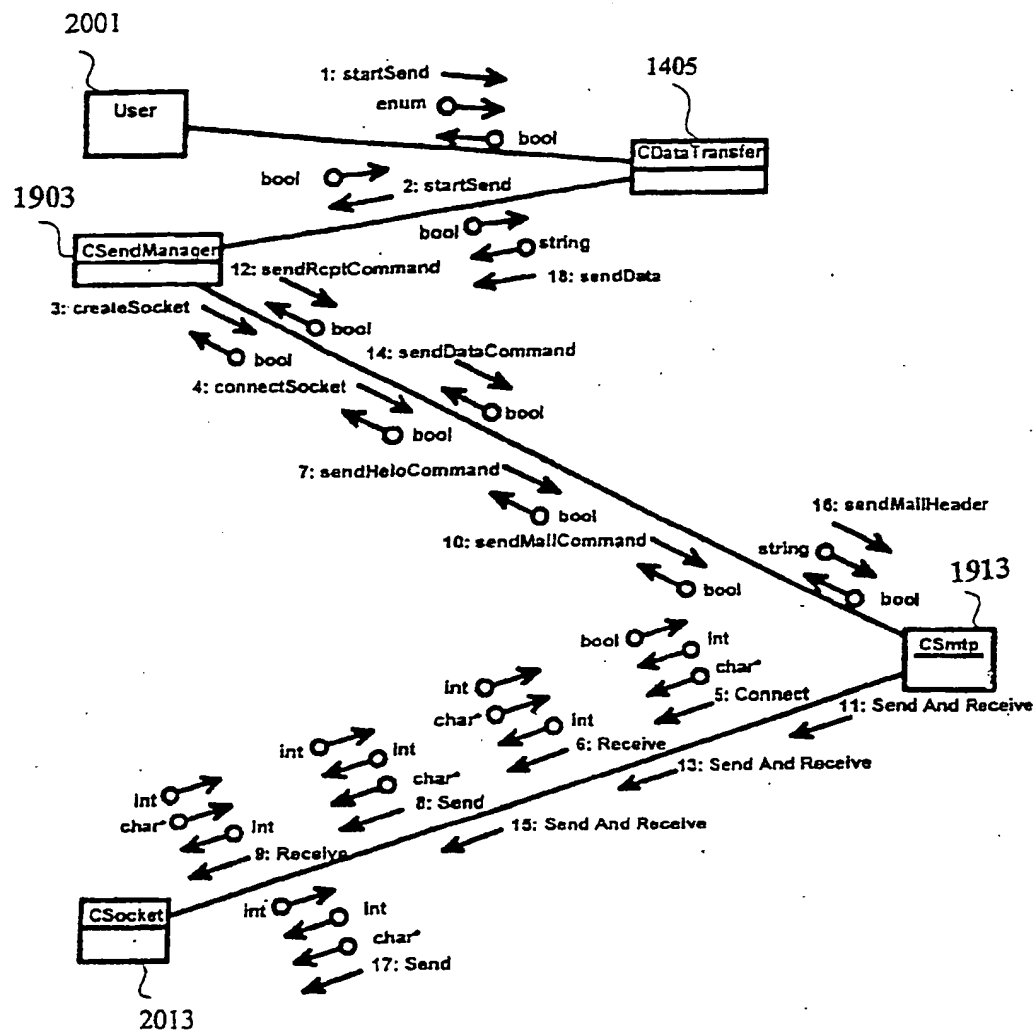 2001
1: startSend
1405
User
enum
bool
CDataTransfer
bool
2: startSend
1903
bool
string
CSendManager
12: sendRcptCommand
18: sendData
3: createSocket
bool
bool
14: sendDataCommand
4: connectSocket
bool
bool
7: sendHeloCommand
16: sendMailHeader
bool
string
10: sendMailCommand
1913
bool
bool
bool
int
CSmtp
int
char*
5: Connect
11: Send And Receive
char*
int
int
int
6: Receive
13: Send And Receive
int
char*
8: Send
char*
int
15: Send And Receive
9: Receive
CSocket
int
int
char*
17: Send
2013